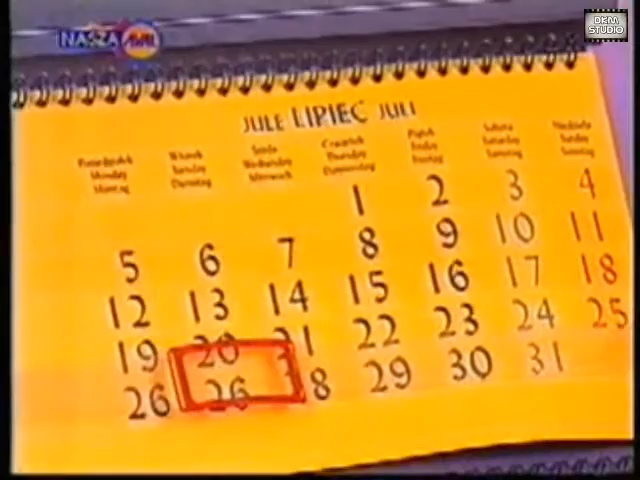 NASZA
DKM
STUDIO
JULE LIPIEC JULI
Poniedziałek Wtorek Środa Czwartek Piątek Sobota Niedziela
Monday Tuesday Wednesday Thursday Friday Saturday Sunday
Montag Dienstag Mittwoch Donnerstag Freitag Samstag Sonntag
1 2 3 4
5 6 7 8 9 10 11
12 13 14 15 16 17 18
19 20 21 22 23 24 25
26 26 8 29 30 31